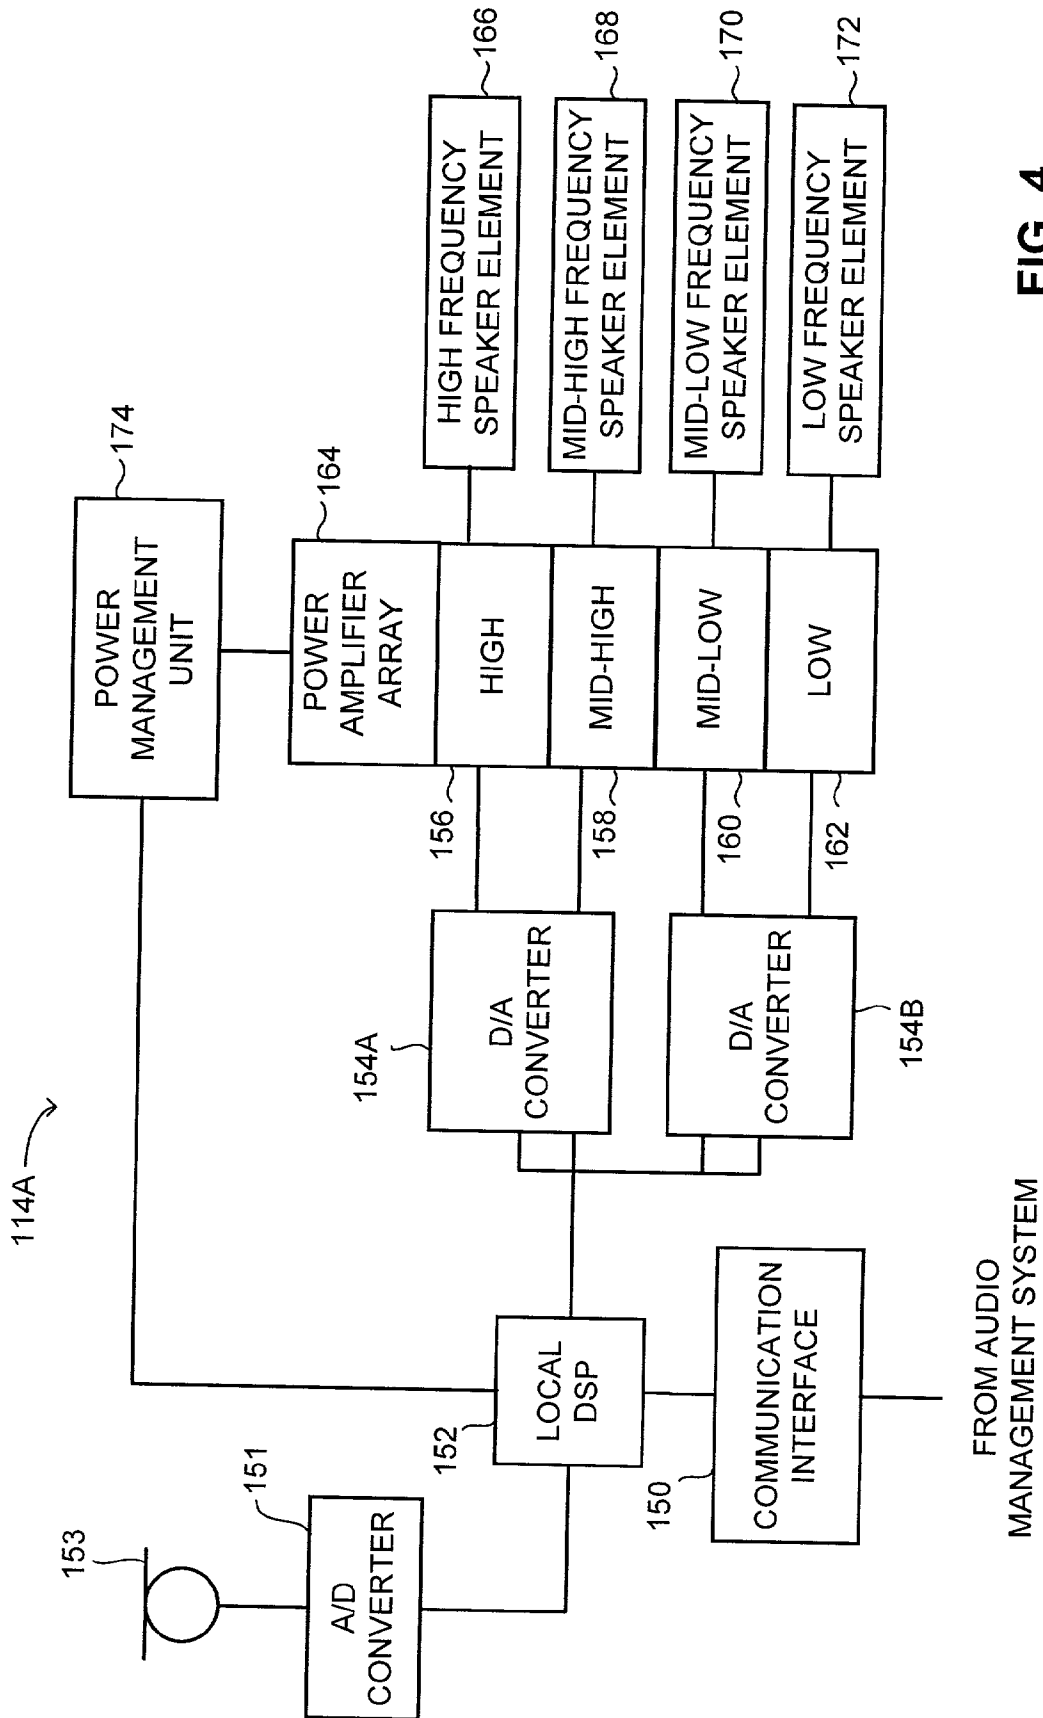 114A
153
A/D
CONVERTER
151
LOCAL
DSP
152
COMMUNICATION
INTERFACE
150
FROM AUDIO
MANAGEMENT SYSTEM
D/A
CONVERTER
154A
D/A
CONVERTER
154B
POWER
MANAGEMENT
UNIT
174
POWER
AMPLIFIER
ARRAY
164
HIGH
156
MID-HIGH
158
MID-LOW
160
LOW
162
HIGH FREQUENCY
SPEAKER ELEMENT
166
MID-HIGH FREQUENCY
SPEAKER ELEMENT
168
MID-LOW FREQUENCY
SPEAKER ELEMENT
170
LOW FREQUENCY
SPEAKER ELEMENT
172
FIG. 4